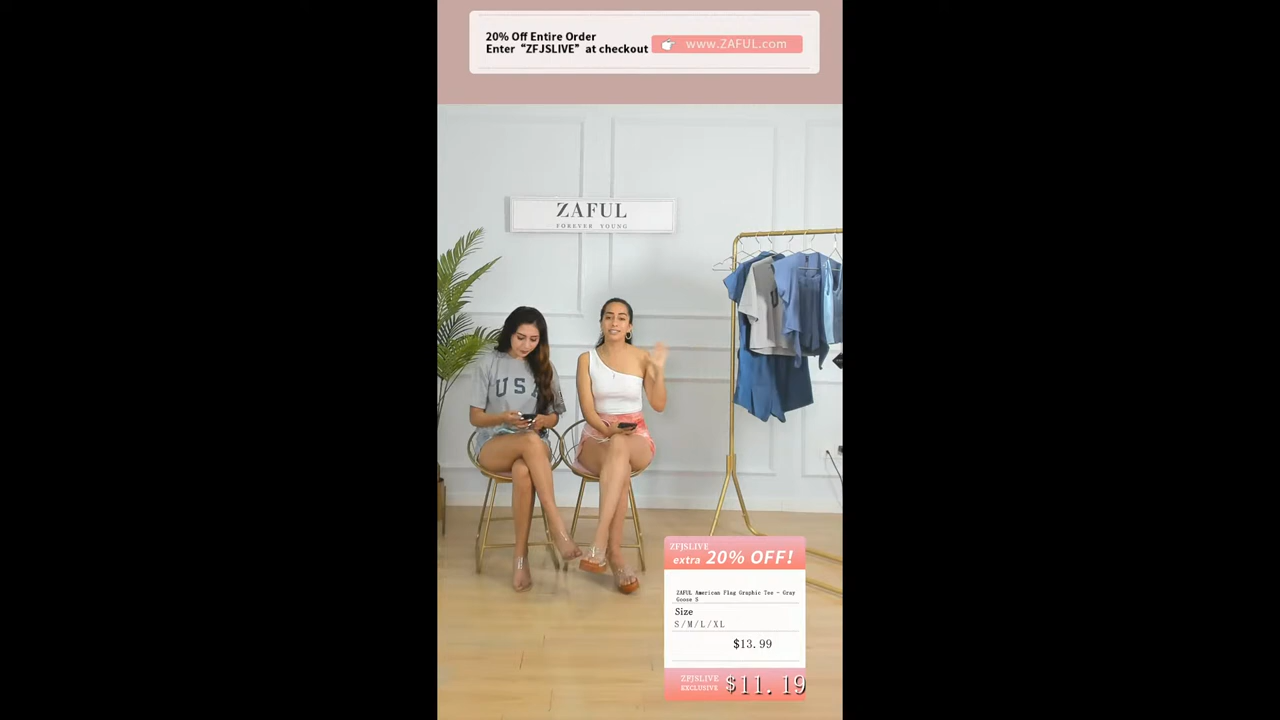 20% Off Entire Order
Enter “ZFJSLIVE” at checkout
www.ZAFUL.com
ZAFUL
FOREVER YOUNG
USA
U
ZFJSLIVE
extra 20% OFF!
ZAFUL American Flag Graphic Tee - Gray
Goose S
Size
S/M/L/XL
$13.99
ZFJSLIVE
EXCLUSIVE
$11.19